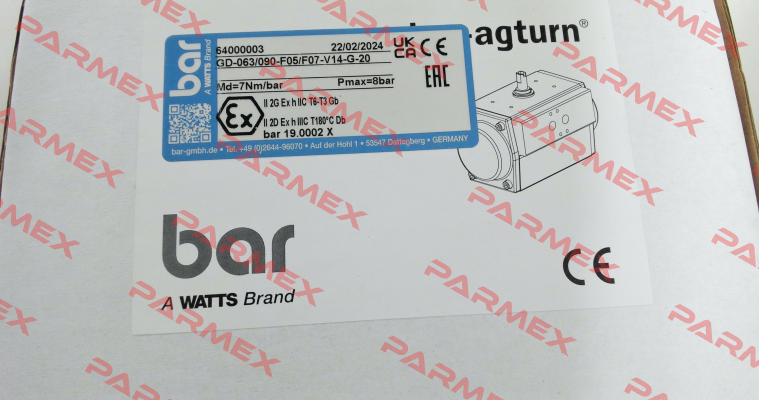 bar
A WATTS Brand
64000003 22/02/2024 UK CA CE
GD-063/090-F05/F07-V14-G-20
Md=7Nm/bar Pmax=8bar EAC
Ex II 2G Ex h IIC T6-T3 Gb
II 2D Ex h IIIC T180°C Db
bar 19.0002 X
bar-gmbh.de • Tel. +49 (0)2644-96070 • Auf der Hohl 1 • 53547 Dattenberg • GERMANY
-agturn®
bar
A WATTS Brand
CE
PARMEX